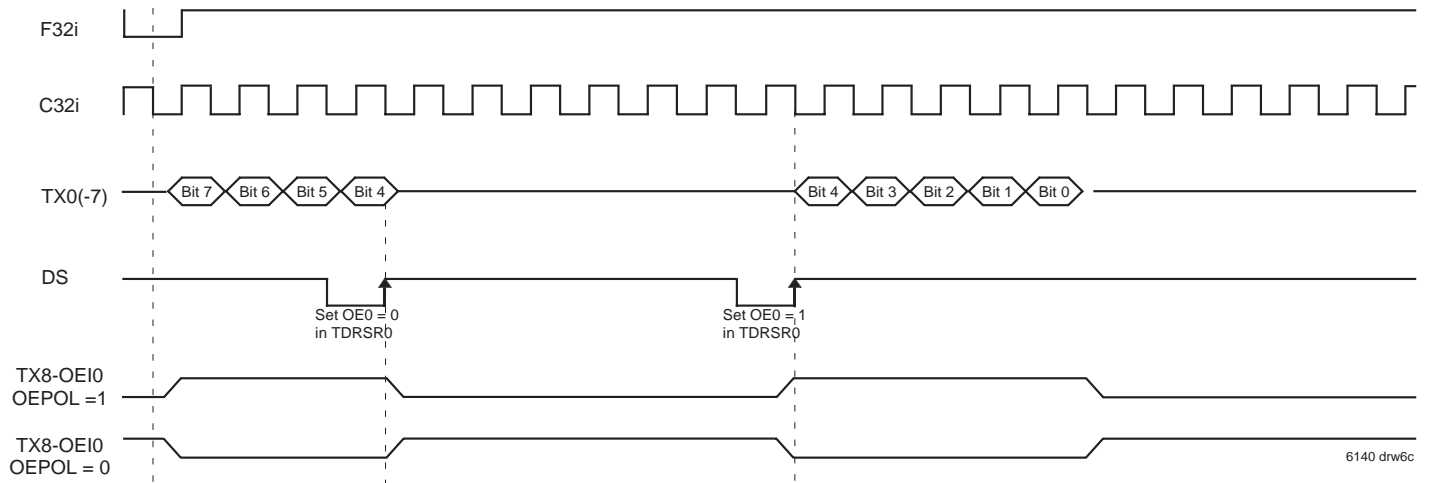 F32i
C32i
TX0(-7)
Bit 7 Bit 6 Bit 5 Bit 4 Bit 4 Bit 3 Bit 2 Bit 1 Bit 0
DS
Set OE0 = 0
in TDRSR0
Set OE0 = 1
in TDRSR0
TX8-OEI0
OEPOL =1
TX8-OEI0
OEPOL = 0
6140 drw6c